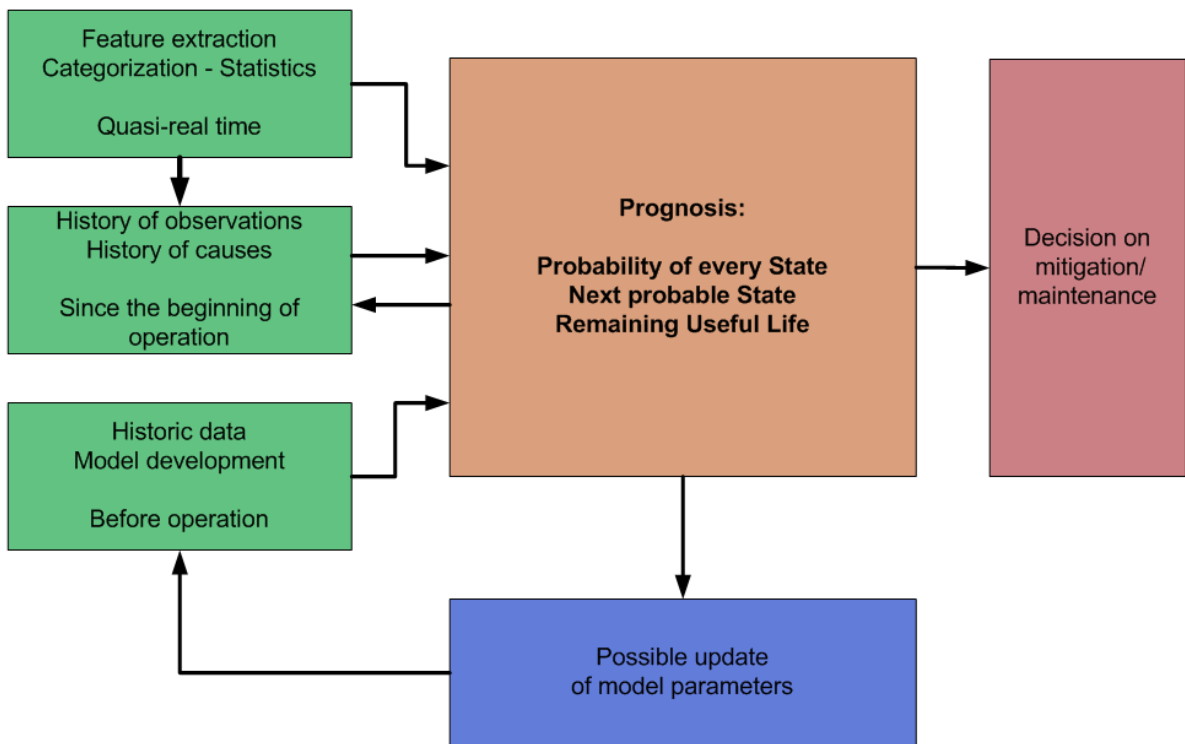 Feature extraction
Categorization - Statistics
Quasi-real time
History of observations
History of causes
Since the beginning of
operation
Historic data
Model development
Before operation
Prognosis:
Probability of every State
Next probable State
Remaining Useful Life
Decision on
mitigation/
maintenance
Possible update
of model parameters